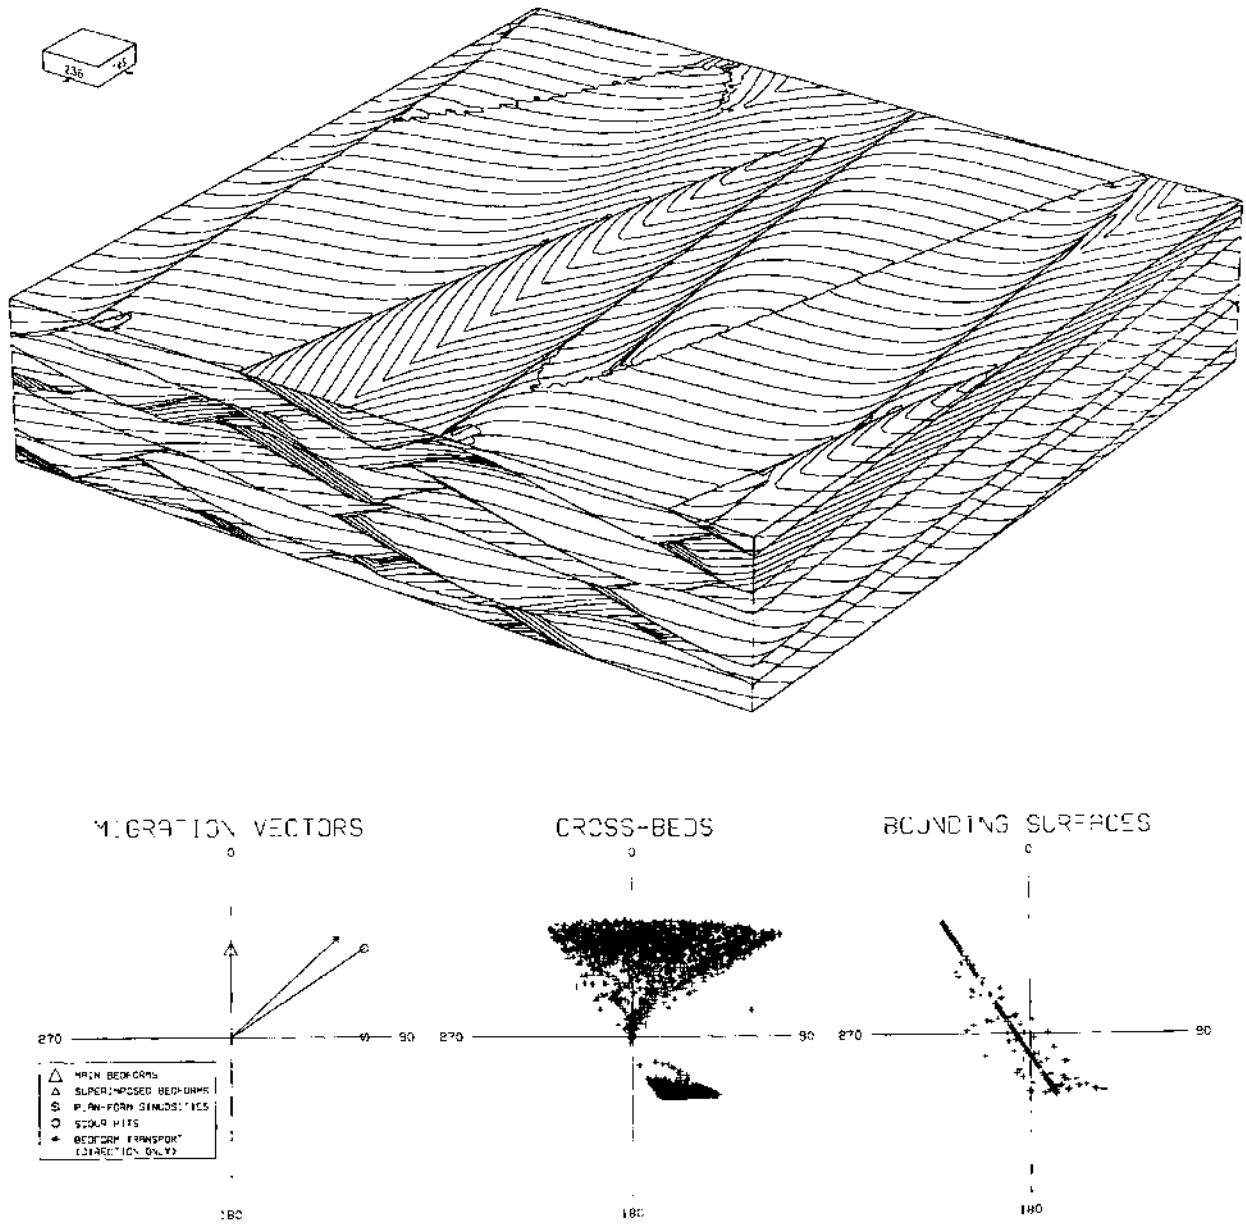 236
MIGRATION VECTORS
CROSS-BEDS
BOUNDING SURFACES
0
0
0
270
90
270
90
270
90
MAIN BEDFORMS
SUPERIMPOSED BEDFORMS
S PLAN-FORM SINUOSITIES
SCOUR PITS
BEDFORM TRANSPORT
(DIRECTION ONLY)
180
180
180